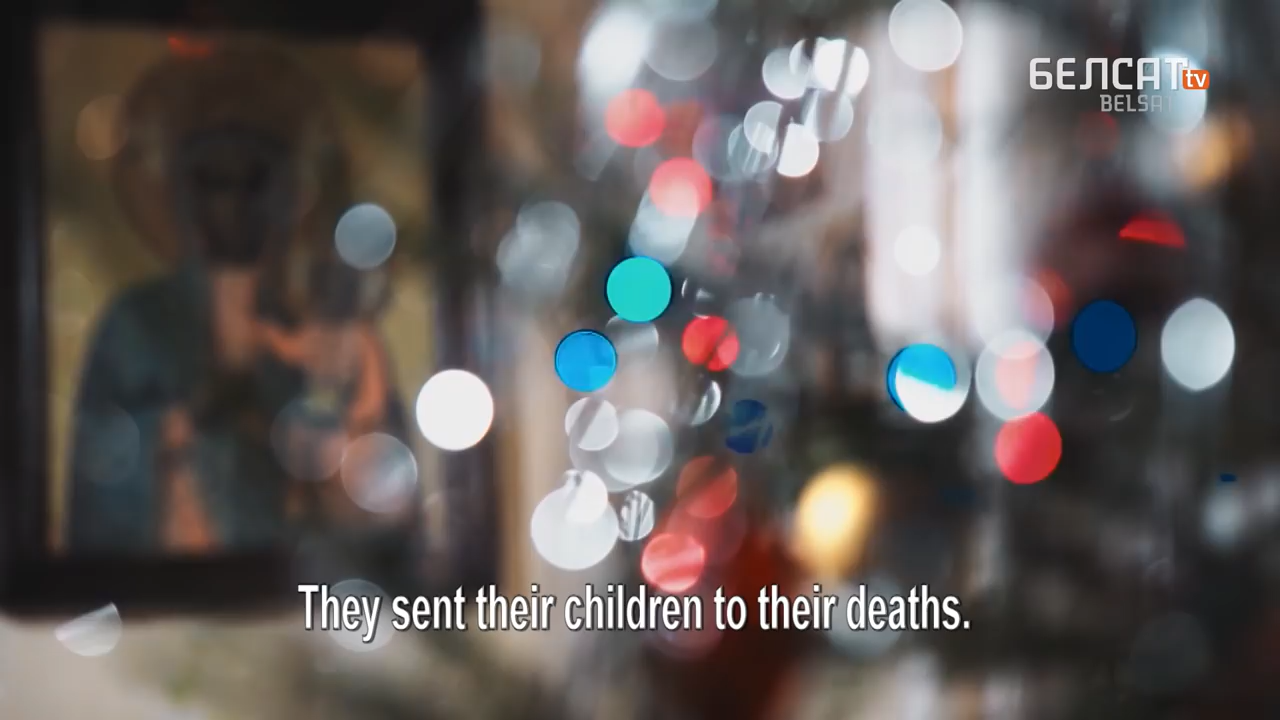 БЕЛСАТ tv
BELSAT
They sent their children to their deaths.